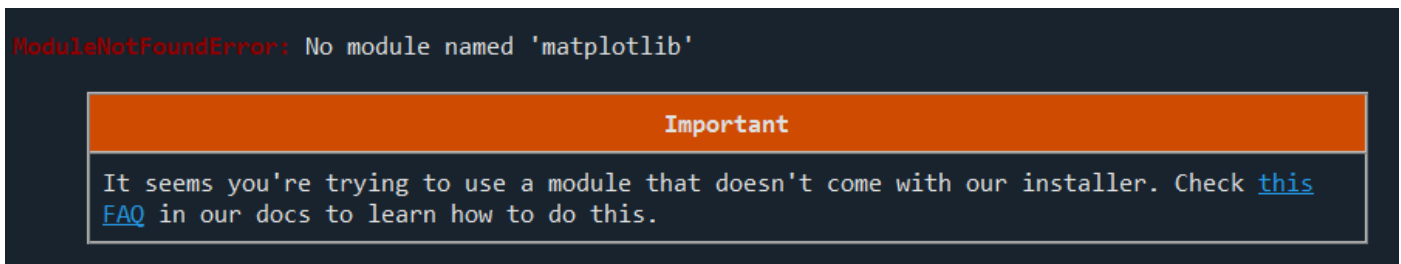 ModuleNotFoundError: No module named 'matplotlib'
Important
It seems you're trying to use a module that doesn't come with our installer. Check this
FAQ in our docs to learn how to do this.